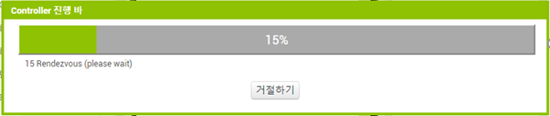 Controller 진행 바
15%
15 Rendezvous (please wait)
거절하기